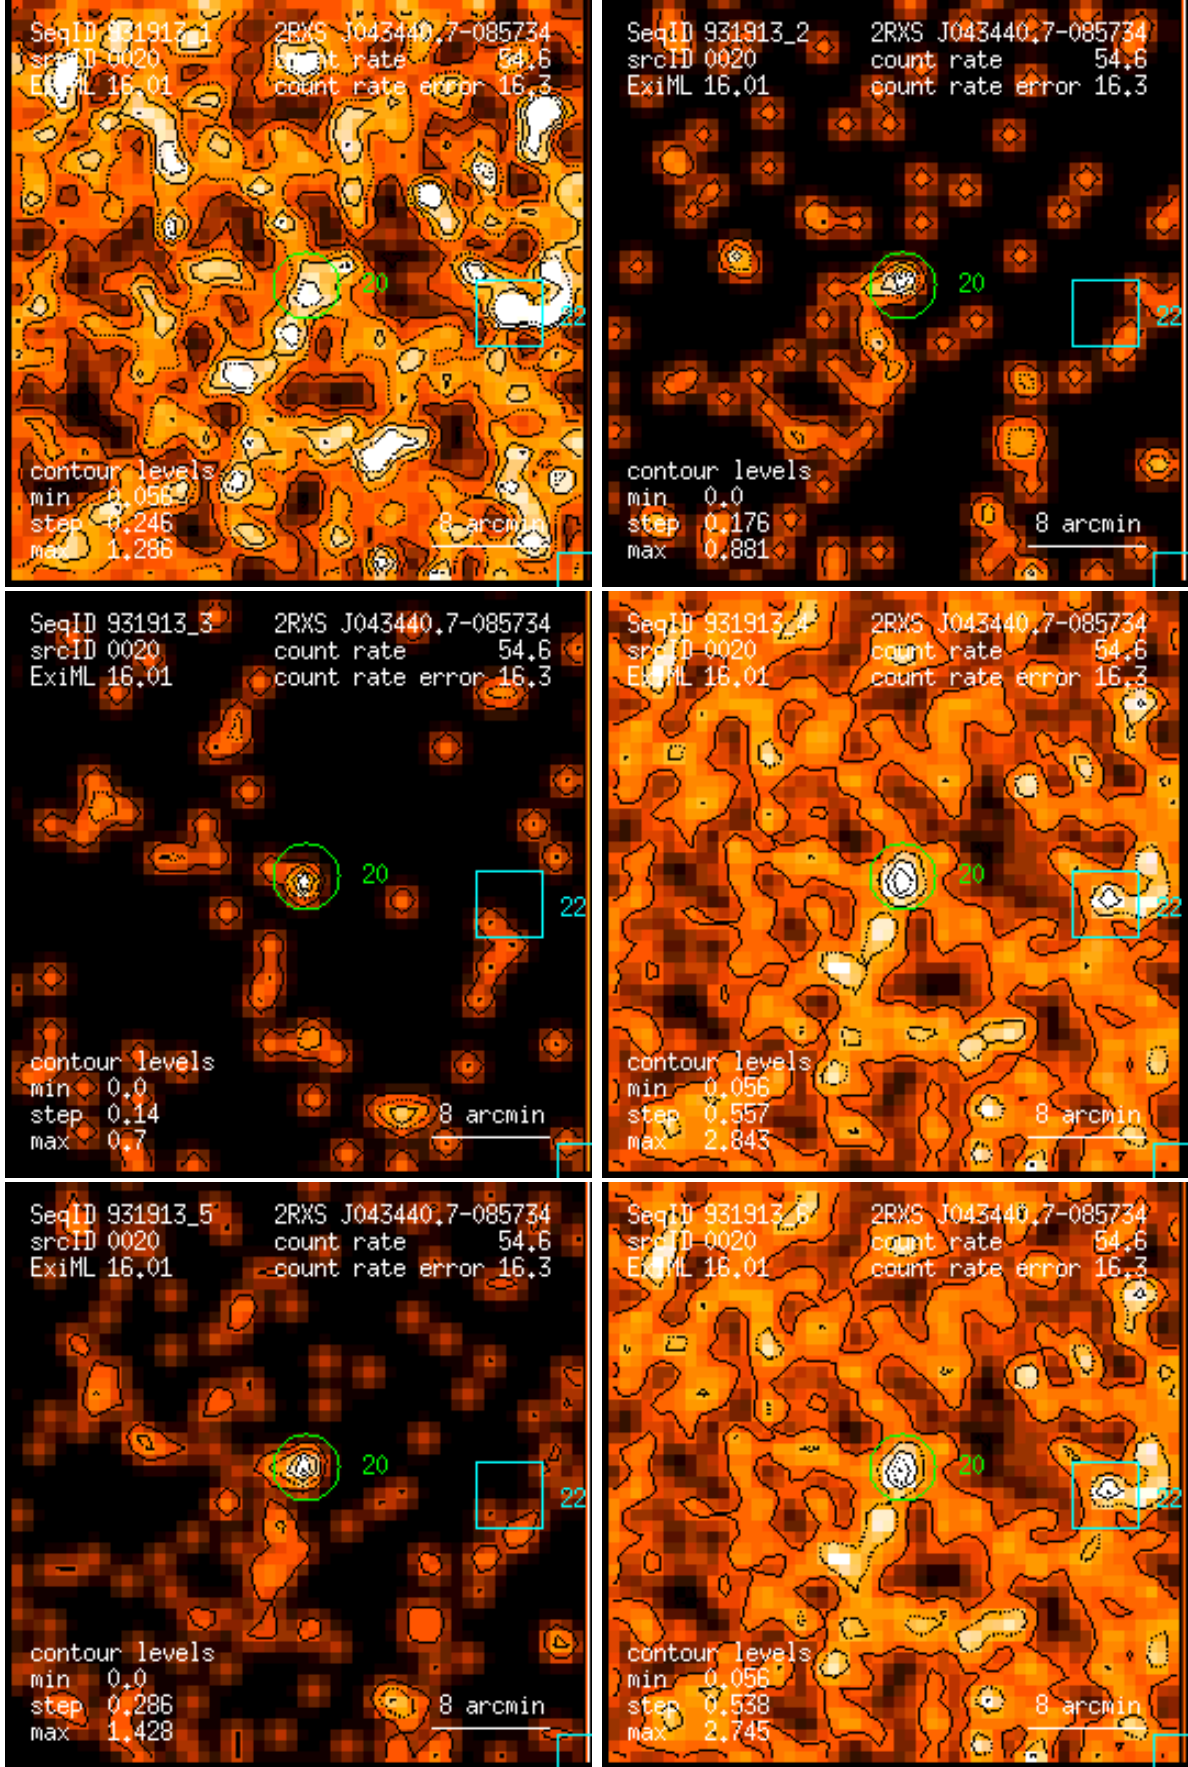 SeqID 931913_1 2RXS J043440.7-085734
srcID 0020 count rate 54.6
ExiML 16.01 count rate error 16.3
20
22
contour levels
min 0.056
step 0.246
max 1.286
8 arcmin
SeqID 931913_2 2RXS J043440.7-085734
srcID 0020 count rate 54.6
ExiML 16.01 count rate error 16.3
20
22
contour levels
min 0.0
step 0.176
max 0.881
8 arcmin
SeqID 931913_3 2RXS J043440.7-085734
srcID 0020 count rate 54.6
ExiML 16.01 count rate error 16.3
20
22
contour levels
min 0.0
step 0.14
max 0.7
8 arcmin
SeqID 931913_4 2RXS J043440.7-085734
srcID 0020 count rate 54.6
ExiML 16.01 count rate error 16.3
20
22
contour levels
min 0.056
step 0.557
max 2.843
8 arcmin
SeqID 931913_5 2RXS J043440.7-085734
srcID 0020 count rate 54.6
ExiML 16.01 count rate error 16.3
20
22
contour levels
min 0.0
step 0.286
max 1.428
8 arcmin
SeqID 931913_6 2RXS J043440.7-085734
srcID 0020 count rate 54.6
ExiML 16.01 count rate error 16.3
20
22
contour levels
min 0.056
step 0.538
max 2.745
8 arcmin